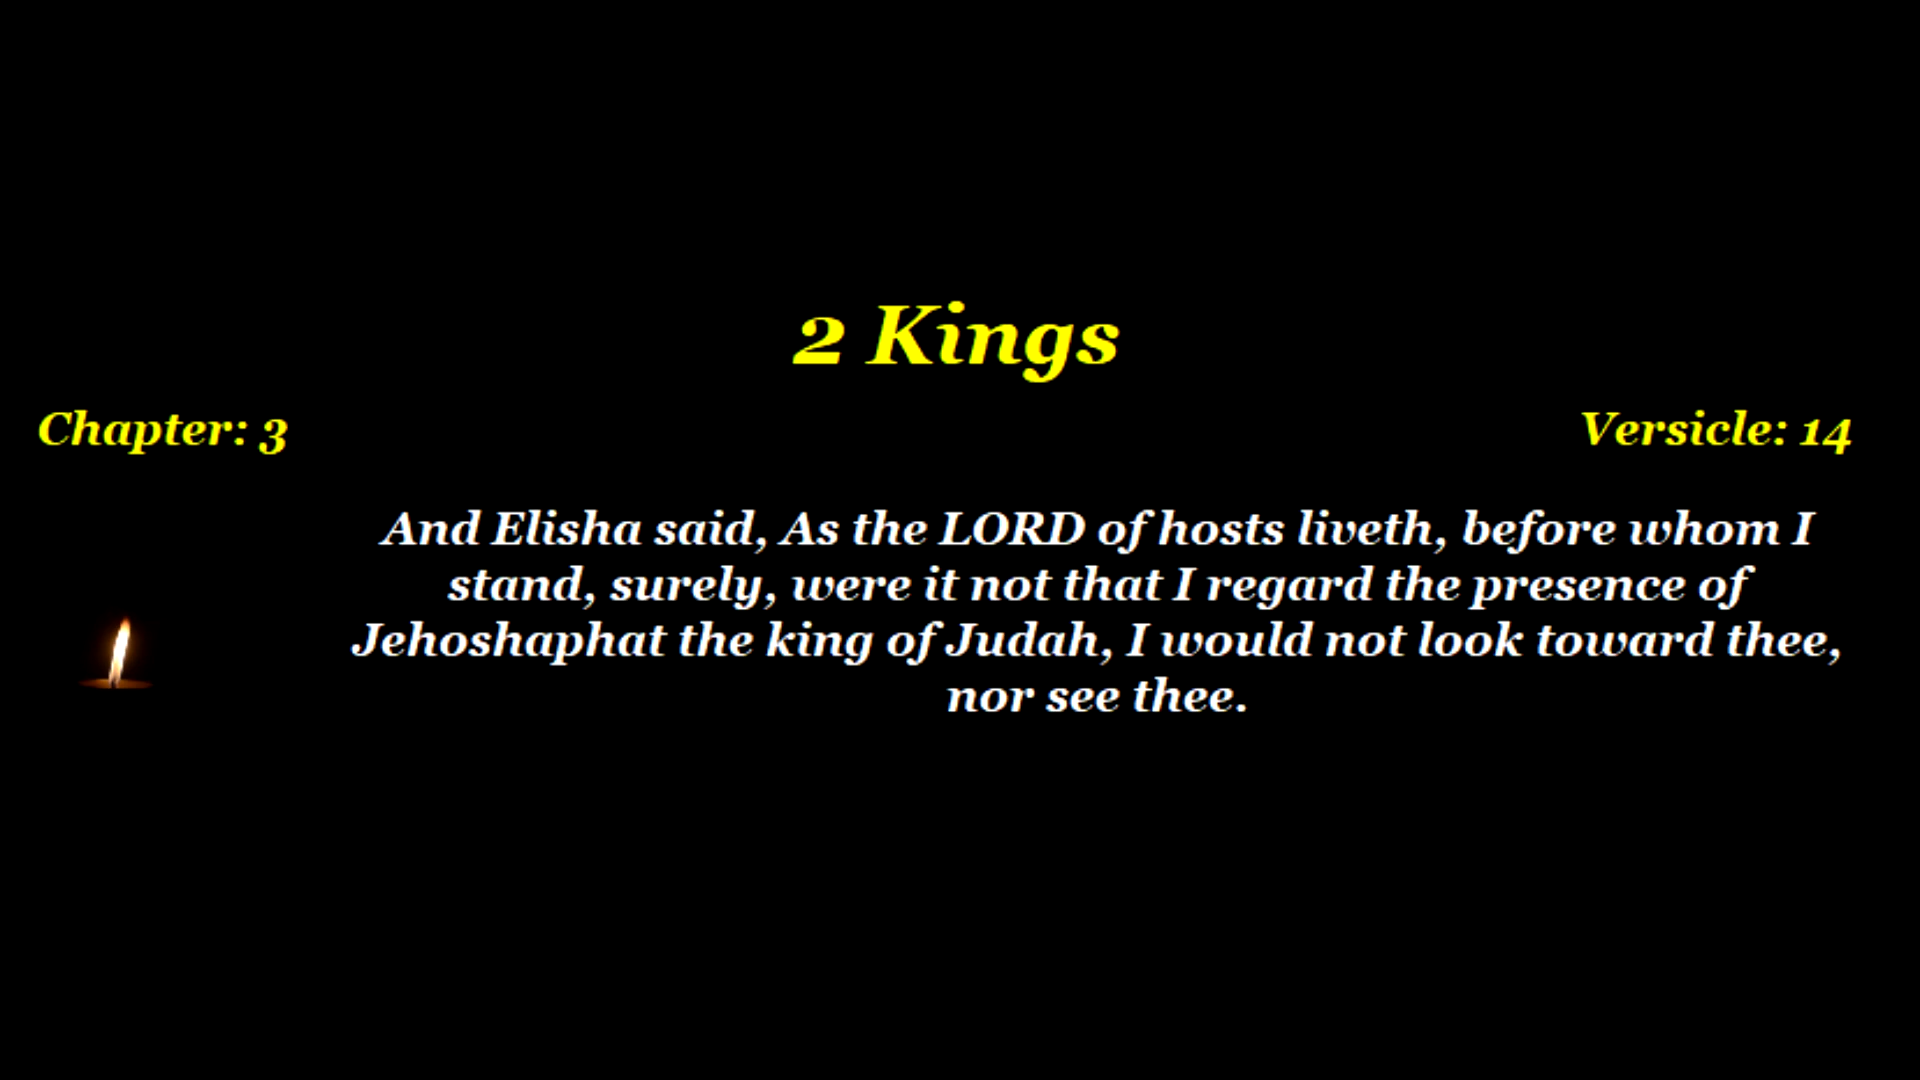 2 Kings
Chapter: 3
Versicle: 14
And Elisha said, As the LORD of hosts liveth, before whom I
stand, surely, were it not that I regard the presence of
Jehoshaphat the king of Judah, I would not look toward thee,
nor see thee.